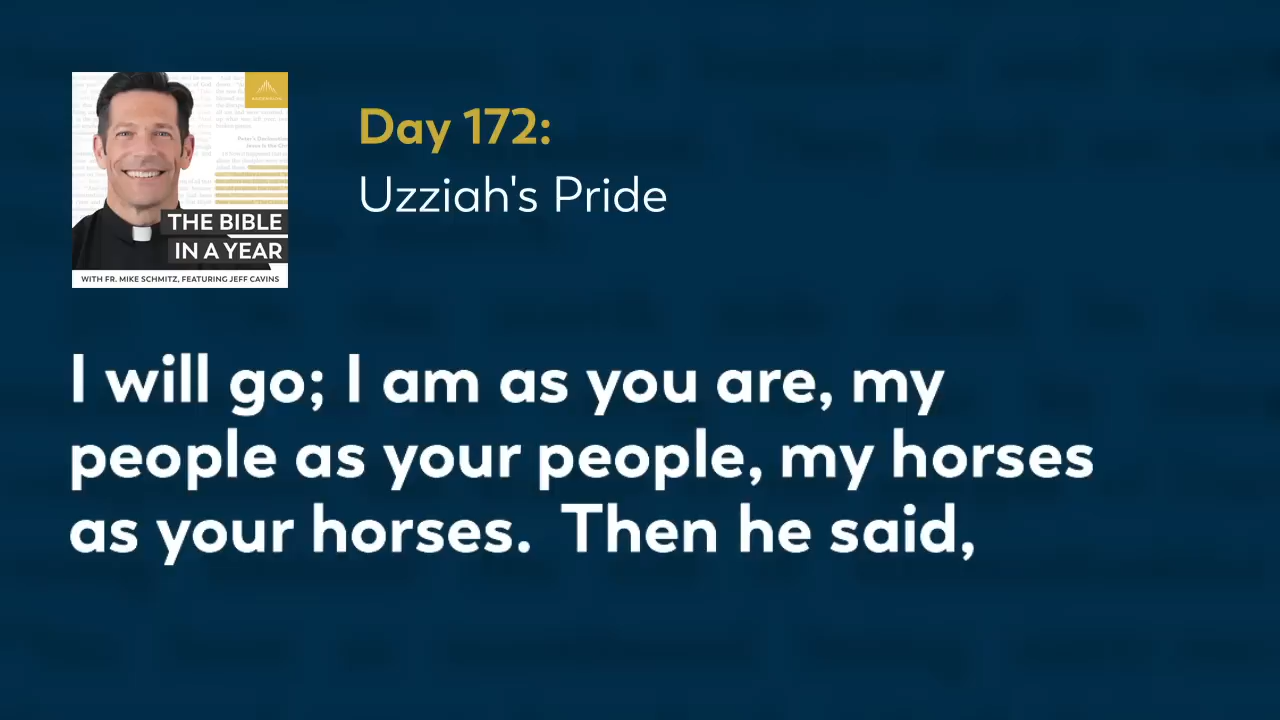 Day 172:
Uzziah's Pride
THE BIBLE
IN A YEAR
WITH FR. MIKE SCHMITZ, FEATURING JEFF CAVINS
I will go; I am as you are, my
people as your people, my horses
as your horses. Then he said,